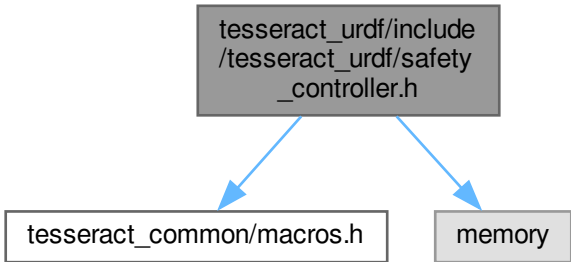 tesseract_urdf/include
/tesseract_urdf/safety
_controller.h
tesseract_common/macros.h
memory